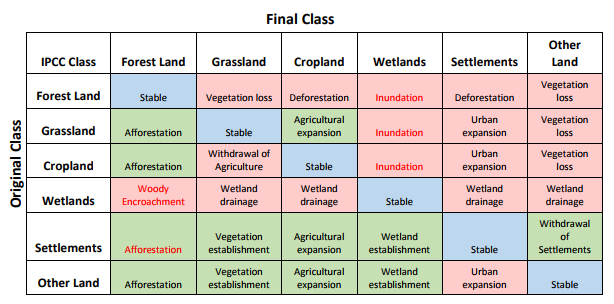 Final Class
IPCC Class Forest Land Grassland Cropland Wetlands Settlements Other Land
Original Class
Forest Land Stable Vegetation loss Deforestation Inundation Deforestation Vegetation loss
Grassland Afforestation Stable Agricultural expansion Inundation Urban expansion Vegetation loss
Cropland Afforestation Withdrawal of Agriculture Stable Inundation Urban expansion Vegetation loss
Wetlands Woody Encroachment Wetland drainage Wetland drainage Stable Wetland drainage Wetland drainage
Settlements Afforestation Vegetation establishment Agricultural expansion Wetland establishment Stable Withdrawal of Settlements
Other Land Afforestation Vegetation establishment Agricultural expansion Wetland establishment Urban expansion Stable